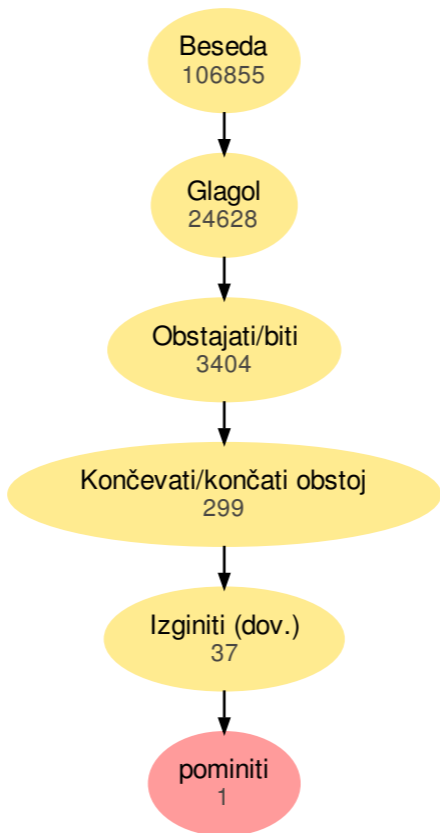 Beseda
106855
Glagol
24628
Obstajati/biti
3404
Končevati/končati obstoj
299
Izginiti (dov.)
37
pominiti
1